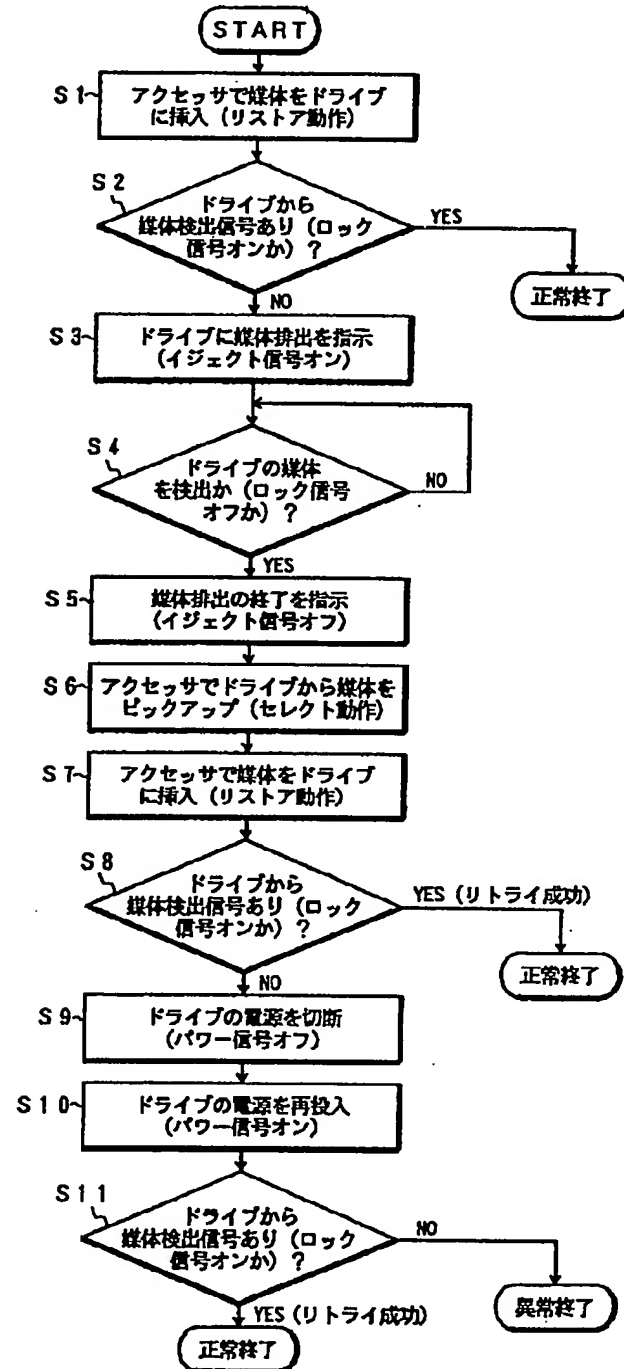 START
S1
アクセッサで媒体をドライブ
に挿入（リストア動作）
S2
ドライブから
媒体検出信号あり（ロック
信号オンか）？
YES
正常終了
NO
S3
ドライブに媒体排出を指示
（イジェクト信号オン）
S4
ドライブの媒体
を検出か（ロック信号
オフか）？
NO
YES
S5
媒体排出の終了を指示
（イジェクト信号オフ）
S6
アクセッサでドライブから媒体を
ピックアップ（セレクト動作）
S7
アクセッサで媒体をドライブ
に挿入（リストア動作）
S8
ドライブから
媒体検出信号あり（ロック
信号オンか）？
YES（リトライ成功）
正常終了
NO
S9
ドライブの電源を切断
（パワー信号オフ）
S10
ドライブの電源を再投入
（パワー信号オン）
S11
ドライブから
媒体検出信号あり（ロック
信号オンか）？
NO
異常終了
YES（リトライ成功）
正常終了